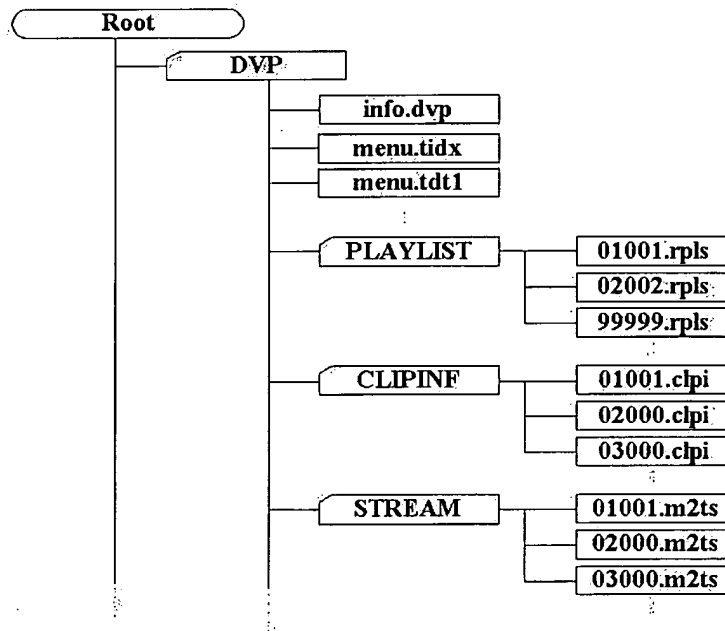 Root
DVP
info.dvp
menu.tidx
menu.tdt1
PLAYLIST
01001.rpls
02002.rpls
99999.rpls
CLIPINF
01001.clpi
02000.clpi
03000.clpi
STREAM
01001.m2ts
02000.m2ts
03000.m2ts